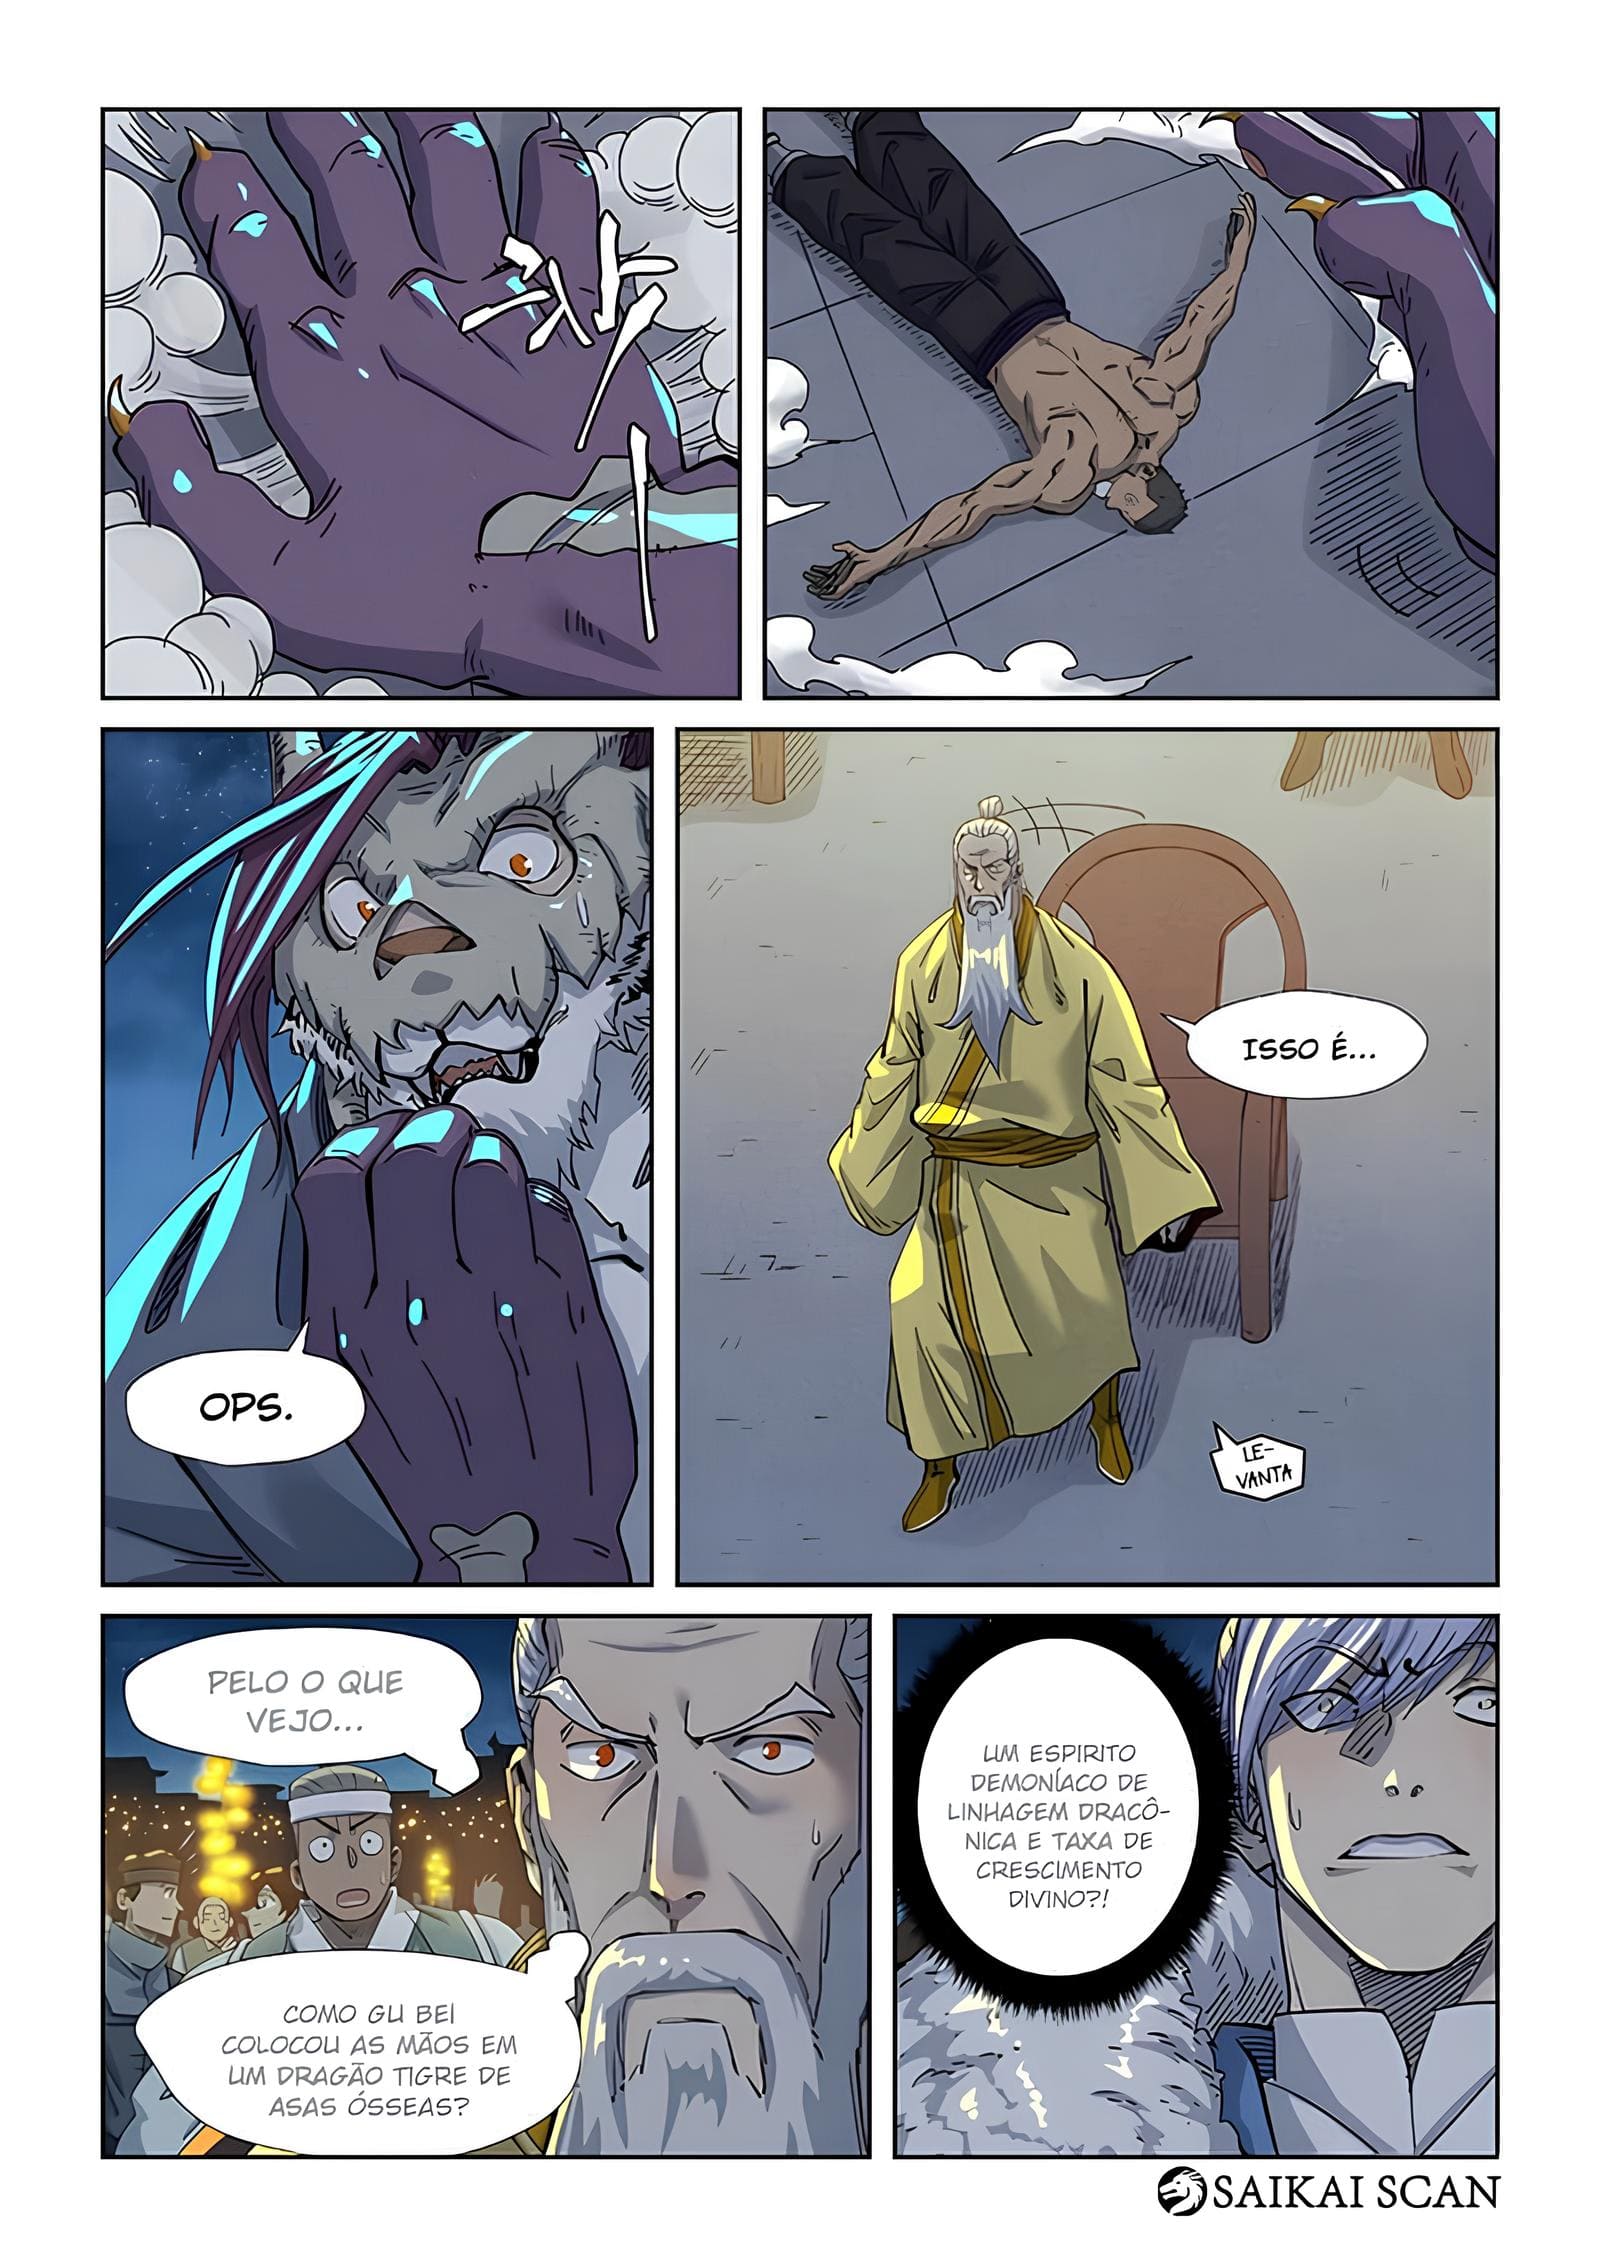 OPS.
ISSO É...
LE-
VANTA
PELO O QUE
VEJO...
COMO GU BEI
COLOCOU AS MÃOS EM
UM DRAGÃO TIGRE DE
ASAS ÓSSEAS?
UM ESPIRITO
DEMONÍACO DE
LINHAGEM DRACÔ-
NICA E TAXA DE
CRESCIMENTO
DIVINO?!
SAIKAI SCAN